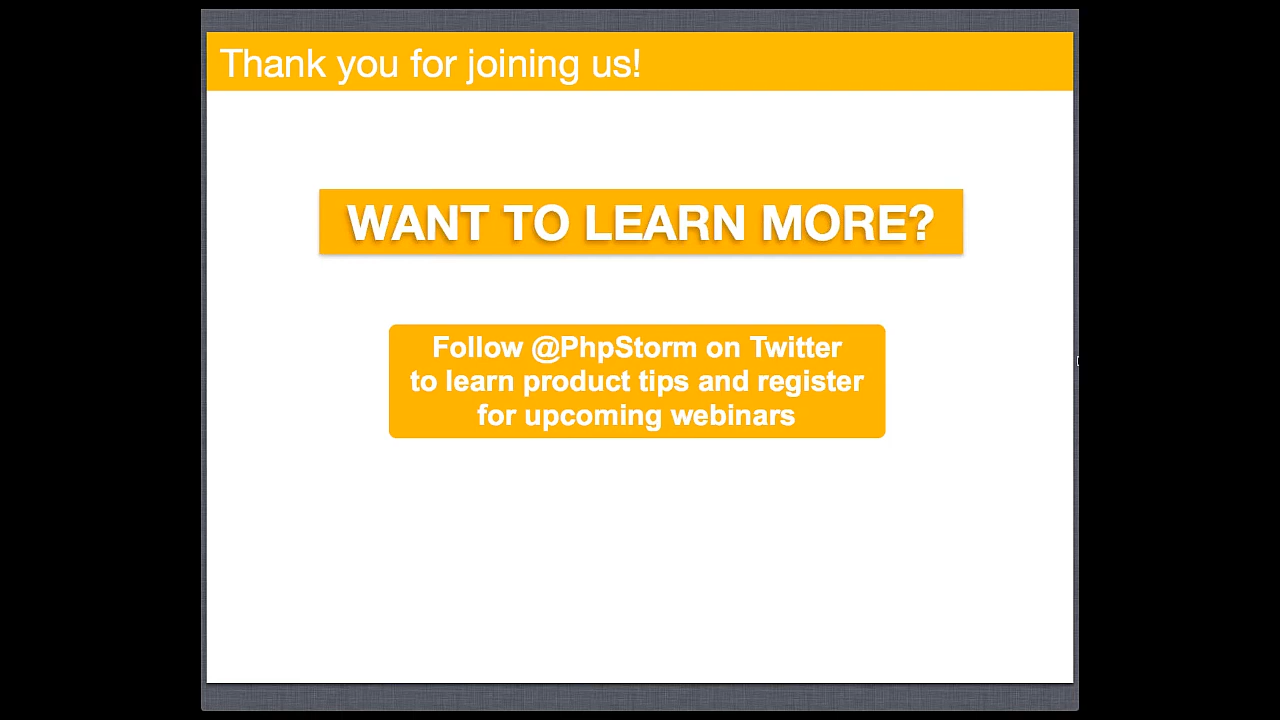 Thank you for joining us!
WANT TO LEARN MORE?
Follow @PhpStorm on Twitter
to learn product tips and register
for upcoming webinars